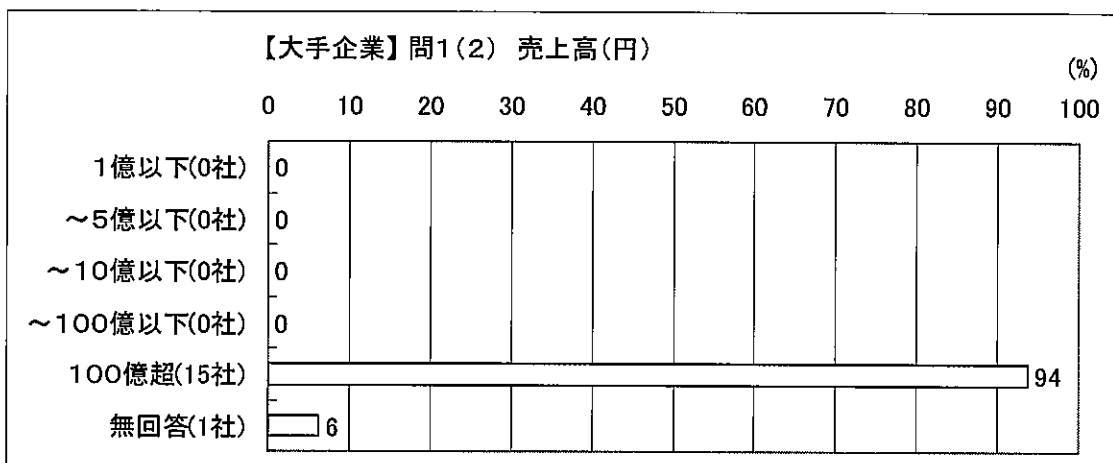 【大手企業】問1(2) 売上高(円)
(%)
0 10 20 30 40 50 60 70 80 90 100
1億以下(0社) 0
～5億以下(0社) 0
～10億以下(0社) 0
～100億以下(0社) 0
100億超(15社) 94
無回答(1社) 6